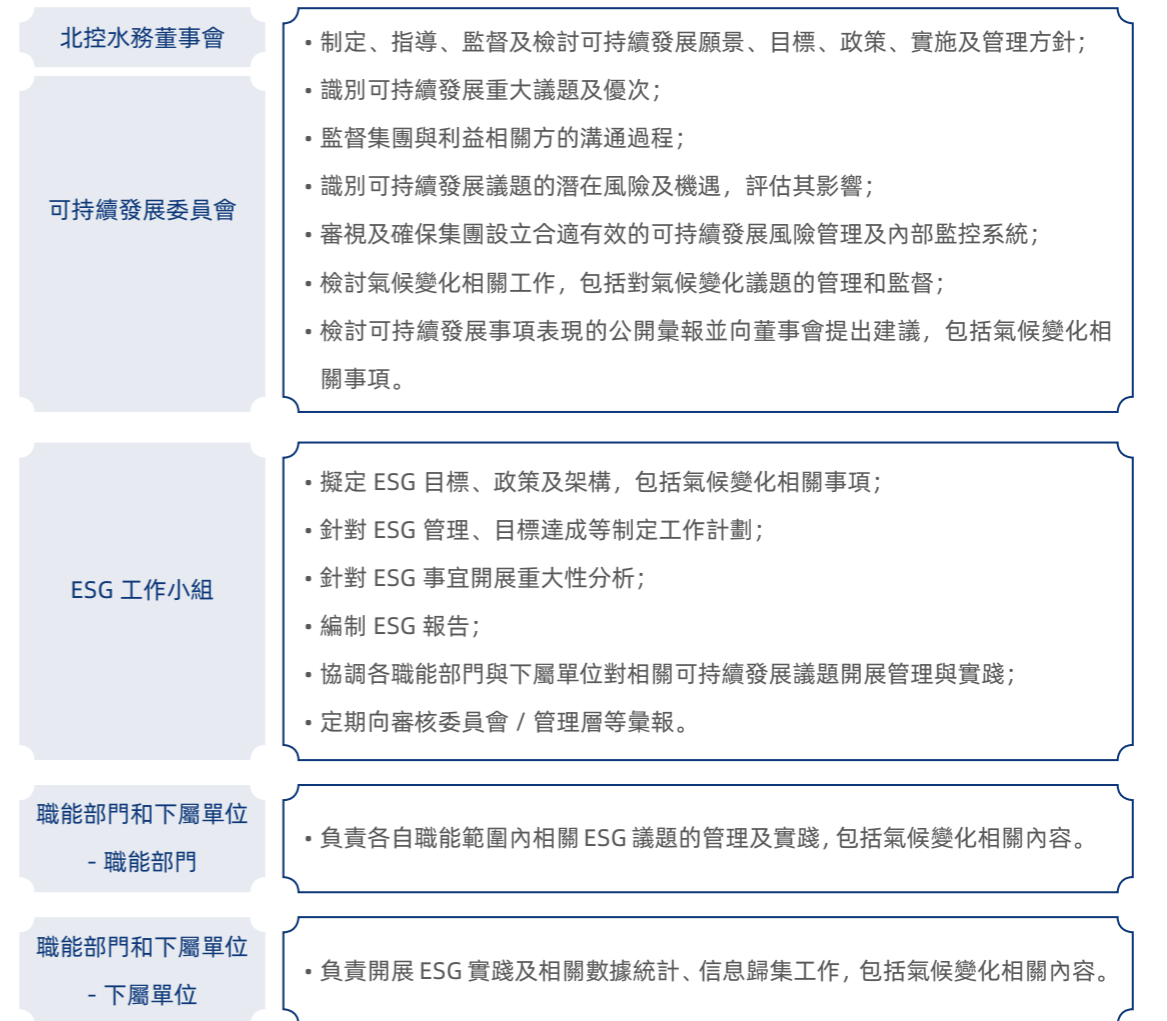 北控水務董事會
可持續發展委員會
• 制定、指導、監督及檢討可持續發展願景、目標、政策、實施及管理方針；
• 識別可持續發展重大議題及優次；
• 監督集團與利益相關方的溝通過程；
• 識別可持續發展議題的潛在風險及機遇，評估其影響；
• 審視及確保集團設立合適有效的可持續發展風險管理及內部監控系統；
• 檢討氣候變化相關工作，包括對氣候變化議題的管理和監督；
• 檢討可持續發展事項表現的公開彙報並向董事會提出建議，包括氣候變化相
關事項。
ESG 工作小組
• 擬定 ESG 目標、政策及架構，包括氣候變化相關事項；
• 針對 ESG 管理、目標達成等制定工作計劃；
• 針對 ESG 事宜開展重大性分析；
• 編制 ESG 報告；
• 協調各職能部門與下屬單位對相關可持續發展議題開展管理與實踐；
• 定期向審核委員會 / 管理層等彙報。
職能部門和下屬單位
- 職能部門
• 負責各自職能範圍內相關 ESG 議題的管理及實踐，包括氣候變化相關內容。
職能部門和下屬單位
- 下屬單位
• 負責開展 ESG 實踐及相關數據統計、信息歸集工作，包括氣候變化相關內容。